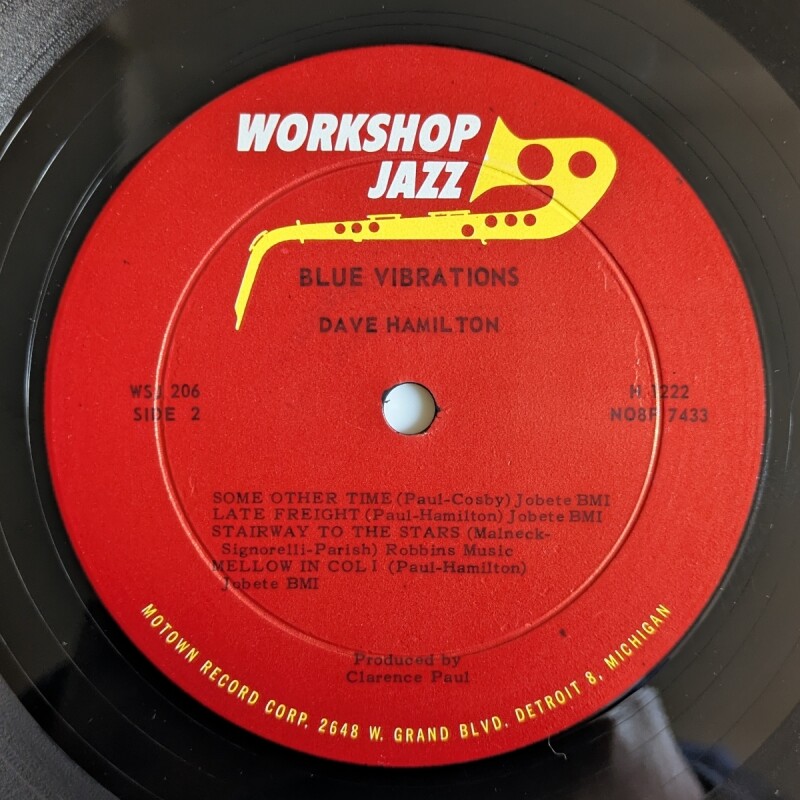 WORKSHOP
JAZZ
BLUE VIBRATIONS
DAVE HAMILTON
WSJ 206
SIDE 2
H 1222
NO8P 7433
SOME OTHER TIME (Paul-Cosby) Jobete BMI
LATE FREIGHT (Paul-Hamilton) Jobete BMI
STAIRWAY TO THE STARS (Malneck-
Signorelli-Parish) Robbins Music
MELLOW IN COLI (Paul-Hamilton)
Jobete BMI
Produced by
Clarence Paul
MOTOWN RECORD CORP. 2648 W. GRAND BLVD. DETROIT 8, MICHIGAN